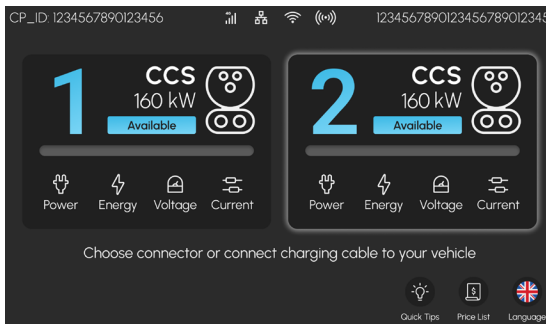 CP_ID: 1234567890123456 1234567890123456789012345
1 CCS 160 kW Available
Power Energy Voltage Current
2 CCS 160 kW Available
Power Energy Voltage Current
Choose connector or connect charging cable to your vehicle
Quick Tips Price List Language